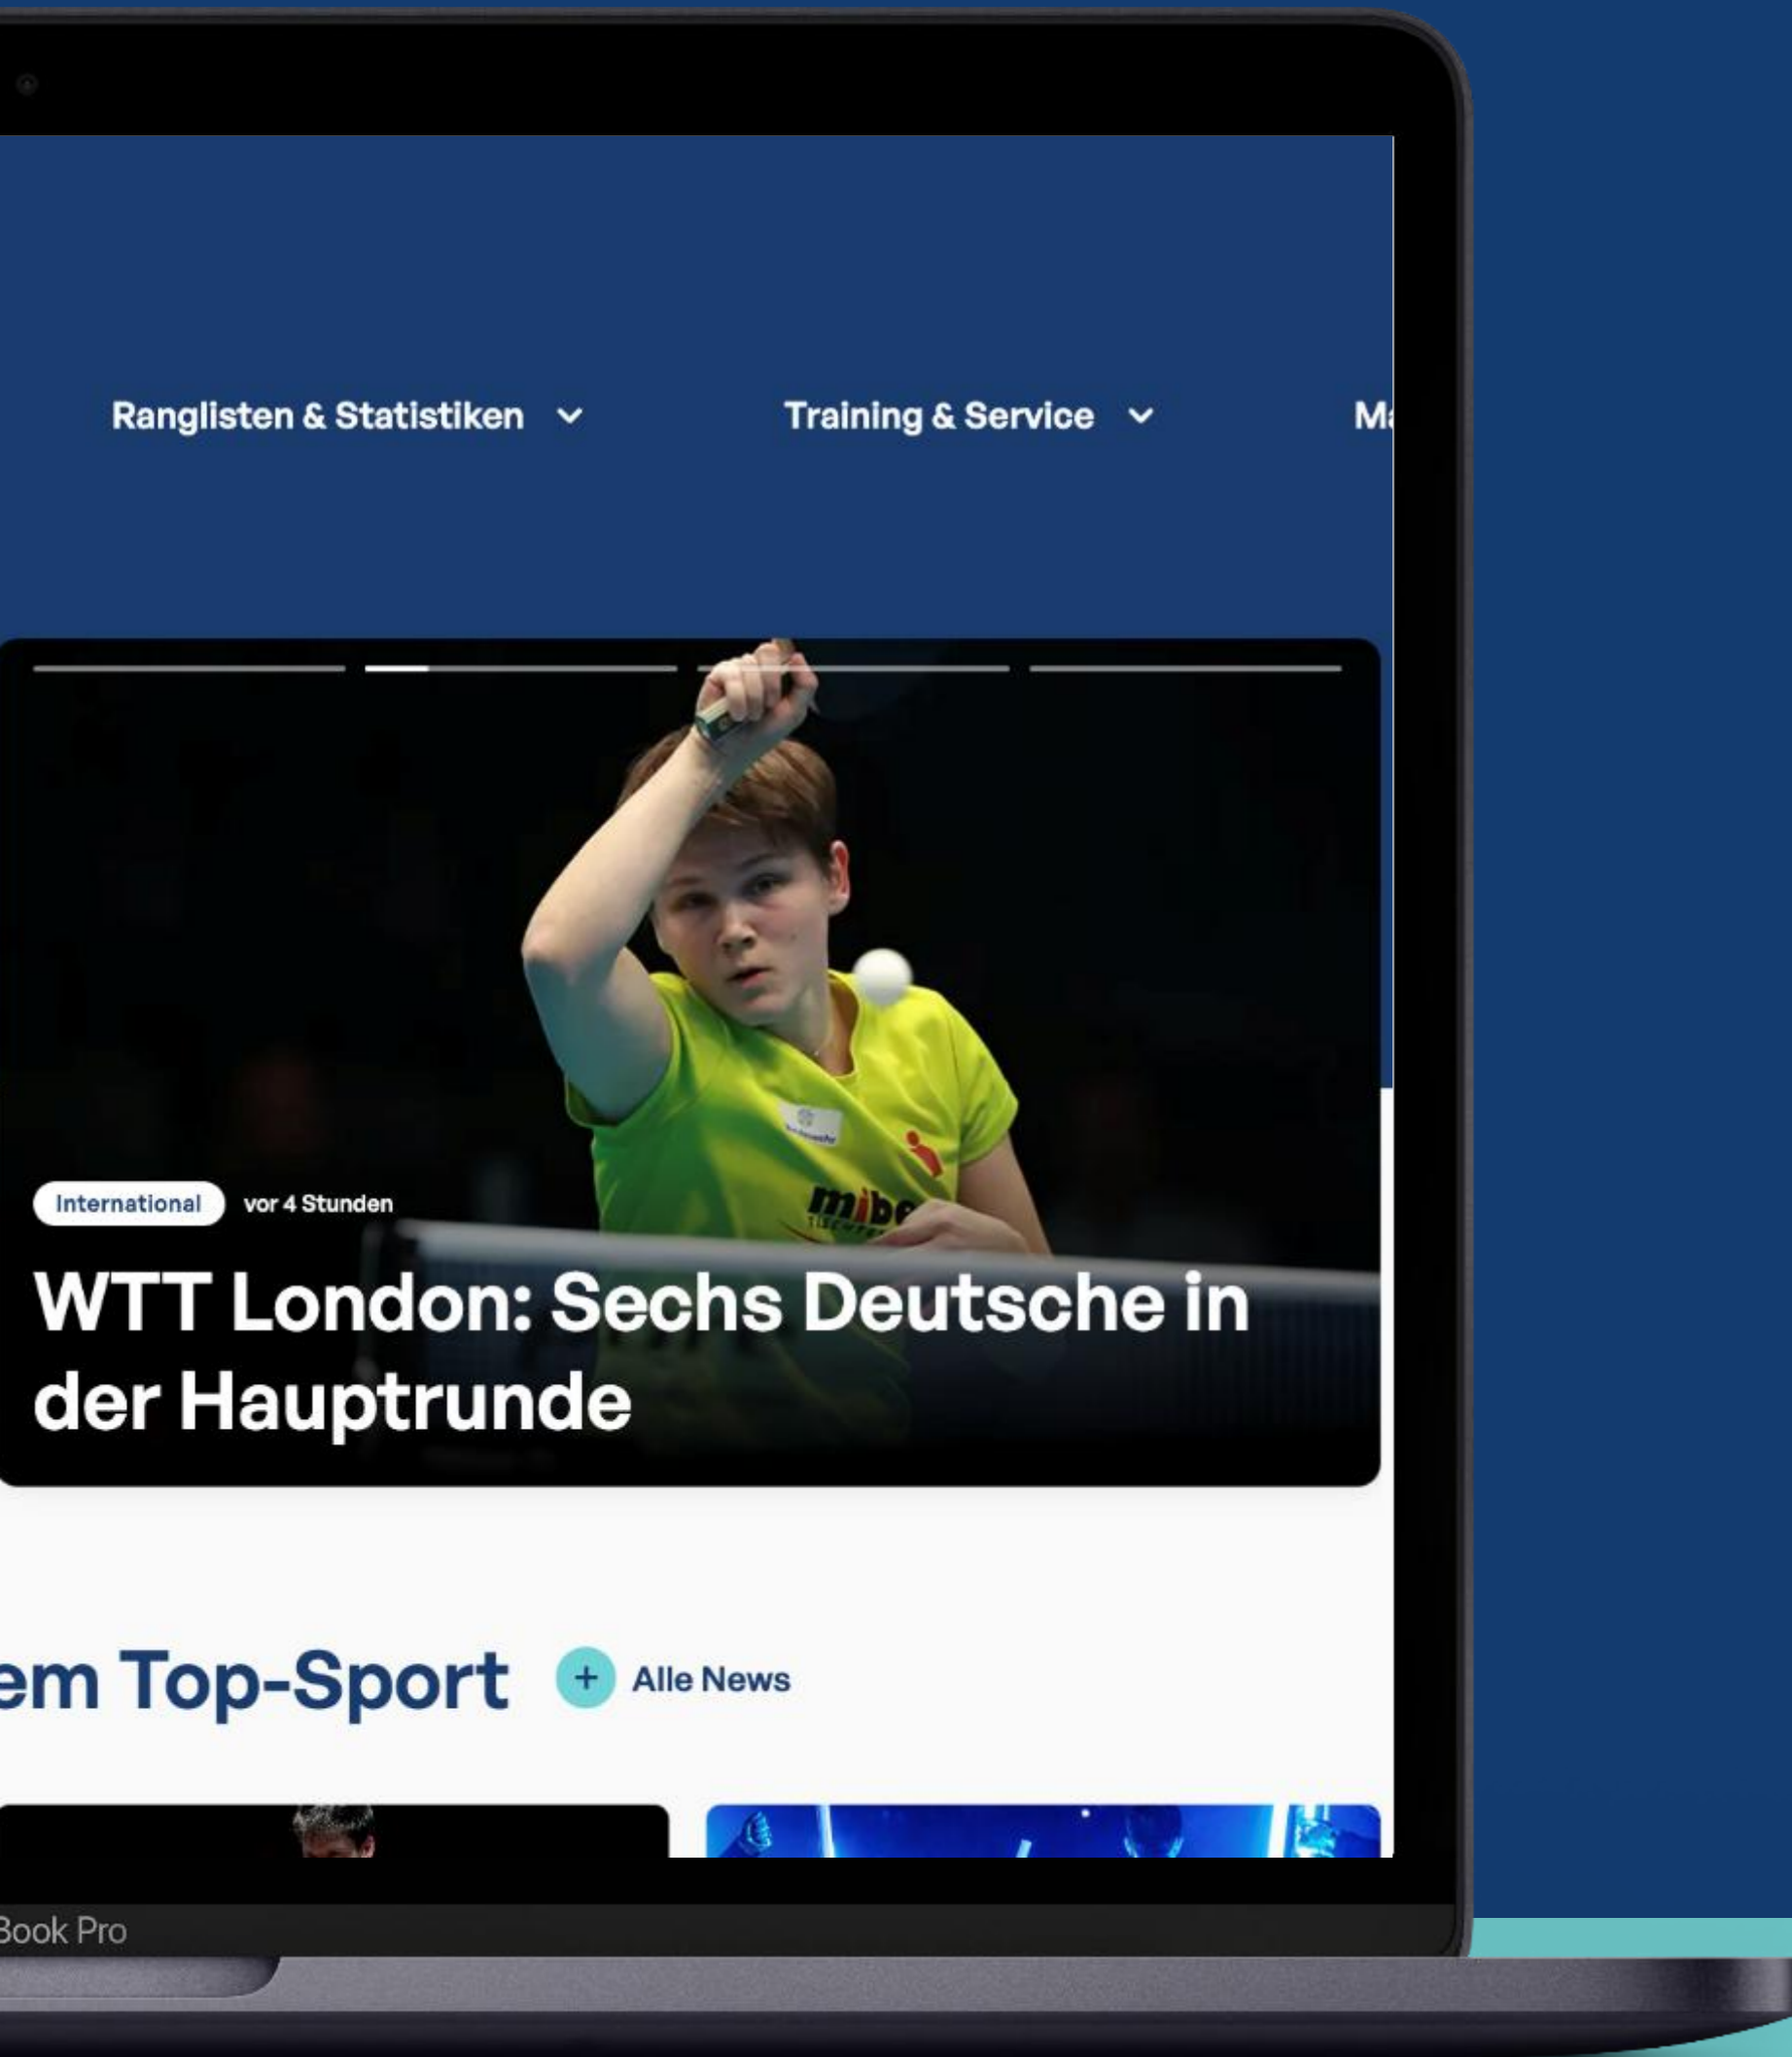 Ranglisten & Statistiken
Training & Service
International
vor 4 Stunden
WTT London: Sechs Deutsche in
der Hauptrunde
Top-Sport
Alle News
Book Pro